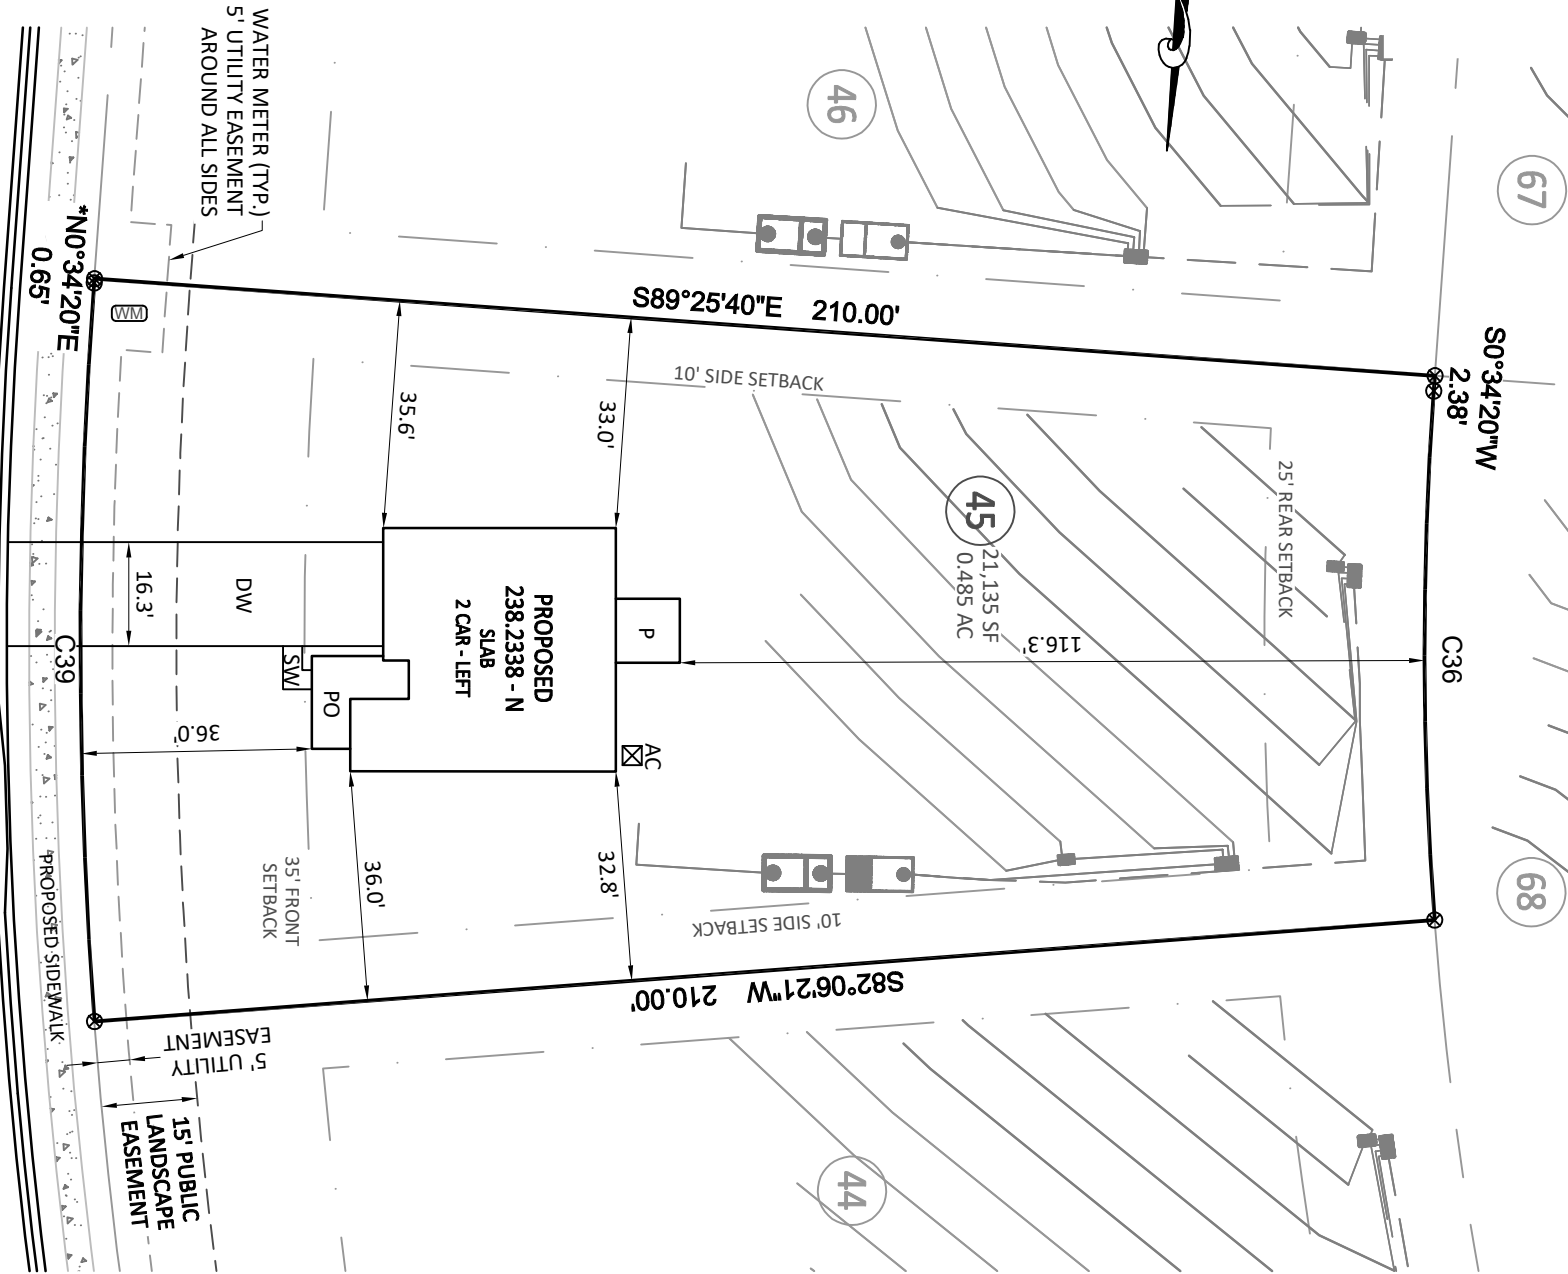 WATER METER (TYP.)
5' UTILITY EASEMENT
AROUND ALL SIDES
46
67
*N0°34'20"E
0.65'
WM
S89°25'40"E 210.00'
S0°34'20"W
2.38'
10' SIDE SETBACK
35.6'
33.0'
25' REAR SETBACK
45
21,135 SF
0.485 AC
16.3'
DW
PROPOSED
238.2338 - N
SLAB
2 CAR - LEFT
P
116.3'
C36
C39
SW
PO
36.0'
AC
PROPOSED SIDEWALK
35' FRONT
SETBACK
36.0'
32.8'
10' SIDE SETBACK
68
S82°06'21"W 210.00'
5' UTILITY
EASEMENT
15' PUBLIC
LANDSCAPE
EASEMENT
44